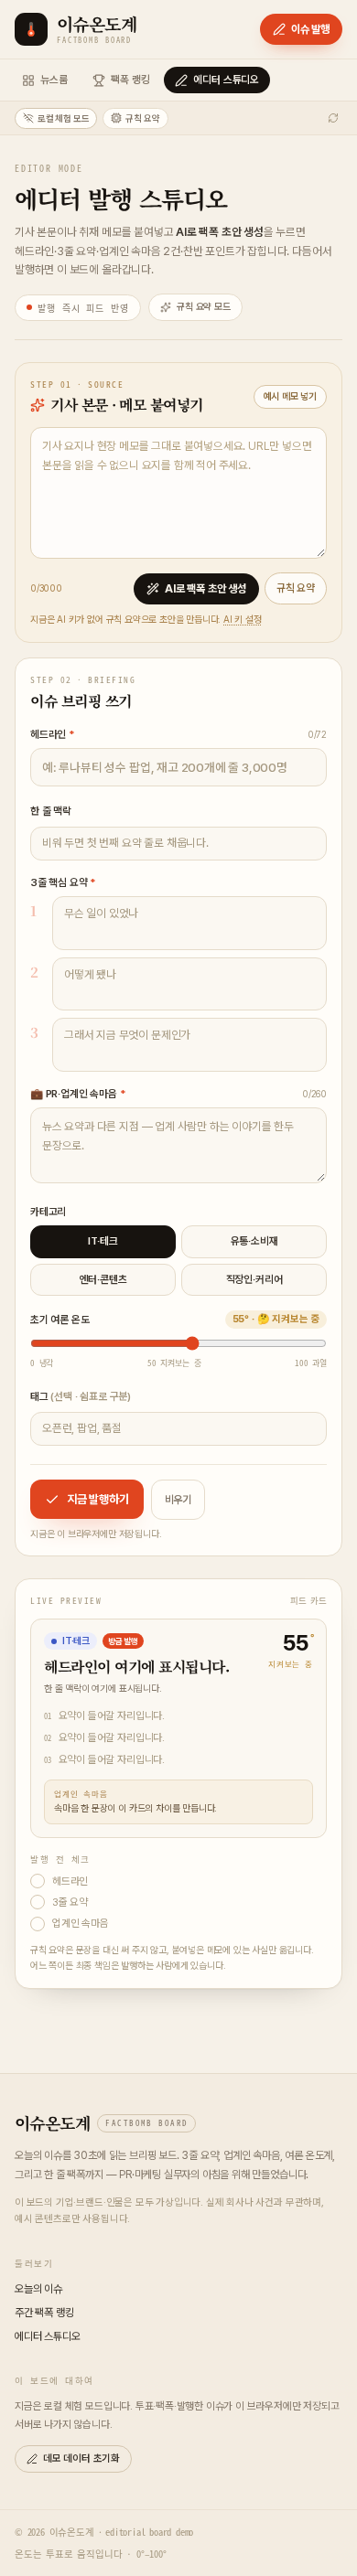 이슈온도계
FACTBOMB BOARD
이슈 발행
뉴스룸
팩폭 랭킹
에디터 스튜디오
로컬 체험 모드
규칙 요약
EDITOR MODE
에디터 발행 스튜디오
기사 본문이나 취재 메모를 붙여넣고 AI로 팩폭 초안 생성을 누르면
헤드라인·3줄 요약·업계인 속마음 2건·찬반 포인트가 잡힙니다. 다듬어서
발행하면 이 보드에 올라갑니다.
발행 즉시 피드 반영
규칙 요약 모드
STEP 01 · SOURCE
기사 본문 · 메모 붙여넣기
예시 메모 넣기
기사 요지나 현장 메모를 그대로 붙여넣으세요. URL만 넣으면
본문을 읽을 수 없으니 요지를 함께 적어 주세요.
0/3000
AI로 팩폭 초안 생성
규칙 요약
지금은 AI 키가 없어 규칙 요약으로 초안을 만듭니다. AI 키 설정
STEP 02 · BRIEFING
이슈 브리핑 쓰기
헤드라인 *
0/72
예: 루나뷰티 성수 팝업, 재고 200개에 줄 3,000명
한 줄 맥락
비워 두면 첫 번째 요약 줄로 채웁니다.
3줄 핵심 요약 *
1
무슨 일이 있었나
2
어떻게 됐나
3
그래서 지금 무엇이 문제인가
💼 PR·업계인 속마음 *
0/260
뉴스 요약과 다른 지점 — 업계 사람만 하는 이야기를 한두
문장으로.
카테고리
IT·테크
유통·소비재
엔터·콘텐츠
직장인·커리어
초기 여론 온도
55° · 🤔 지켜보는 중
0 냉각
50 지켜보는 중
100 과열
태그 (선택 · 쉼표로 구분)
오픈런, 팝업, 품절
지금 발행하기
비우기
지금은 이 브라우저에만 저장됩니다.
LIVE PREVIEW
피드 카드
IT·테크
방금 발행
55°
헤드라인이 여기에 표시됩니다.
지켜보는 중
한 줄 맥락이 여기에 표시됩니다.
01 요약이 들어갈 자리입니다.
02 요약이 들어갈 자리입니다.
03 요약이 들어갈 자리입니다.
업계인 속마음
속마음 한 문장이 이 카드의 차이를 만듭니다.
발행 전 체크
헤드라인
3줄 요약
업계인 속마음
규칙 요약은 문장을 대신 써 주지 않고, 붙여넣은 메모에 있는 사실만 옮깁니다.
어느 쪽이든 최종 책임은 발행하는 사람에게 있습니다.
이슈온도계
FACTBOMB BOARD
오늘의 이슈를 30초에 읽는 브리핑 보드. 3줄 요약, 업계인 속마음, 여론 온도계,
그리고 한 줄 팩폭까지 — PR·마케팅 실무자의 아침을 위해 만들었습니다.
이 보드의 기업·브랜드·인물은 모두 가상입니다. 실제 회사나 사건과 무관하며,
예시 콘텐츠로만 사용됩니다.
둘러보기
오늘의 이슈
주간 팩폭 랭킹
에디터 스튜디오
이 보드에 대하여
지금은 로컬 체험 모드입니다. 투표·팩폭·발행한 이슈가 이 브라우저에만 저장되고
서버로 나가지 않습니다.
데모 데이터 초기화
© 2026 이슈온도계 · editorial board demo
온도는 투표로 움직입니다 · 0°–100°